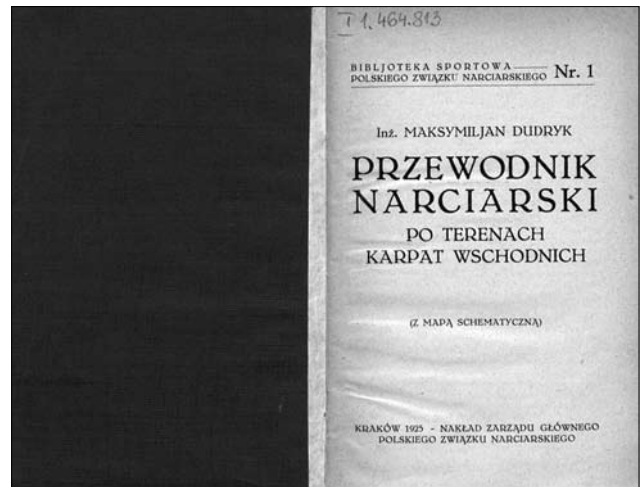 I 1.464.813
BIBLJOTEKA SPORTOWA
POLSKIEGO ZWIĄZKU NARCIARSKIEGO Nr. 1
Inż. MAKSYMILJAN DUDRYK
PRZEWODNIK
NARCIARSKI
PO TERENACH
KARPAT WSCHODNICH
(Z MAPĄ SCHEMATYCZNĄ)
KRAKÓW 1925 - NAKŁAD ZARZĄDU GŁÓWNEGO
POLSKIEGO ZWIĄZKU NARCIARSKIEGO